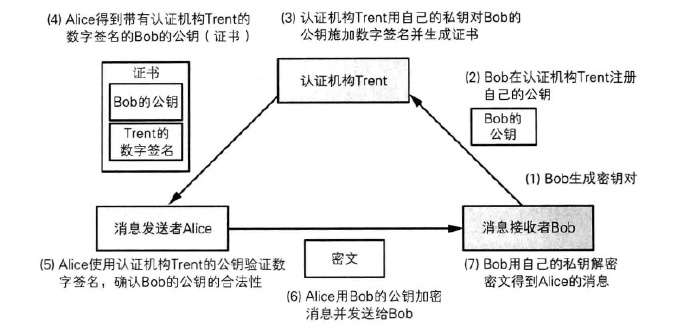 (4) Alice得到带有认证机构Trent的
数字签名的Bob的公钥（证书）
(3) 认证机构Trent用自己的私钥对Bob的
公钥施加数字签名并生成证书
证书
Bob的公钥
Trent的
数字签名
认证机构Trent
(2) Bob在认证机构Trent注册
自己的公钥
Bob的
公钥
(1) Bob生成密钥对
消息发送者Alice
消息接收者Bob
(5) Alice使用认证机构Trent的公钥验证数
字签名，确认Bob的公钥的合法性
密文
(6) Alice用Bob的公钥加密
消息并发送给Bob
(7) Bob用自己的私钥解密
密文得到Alice的消息